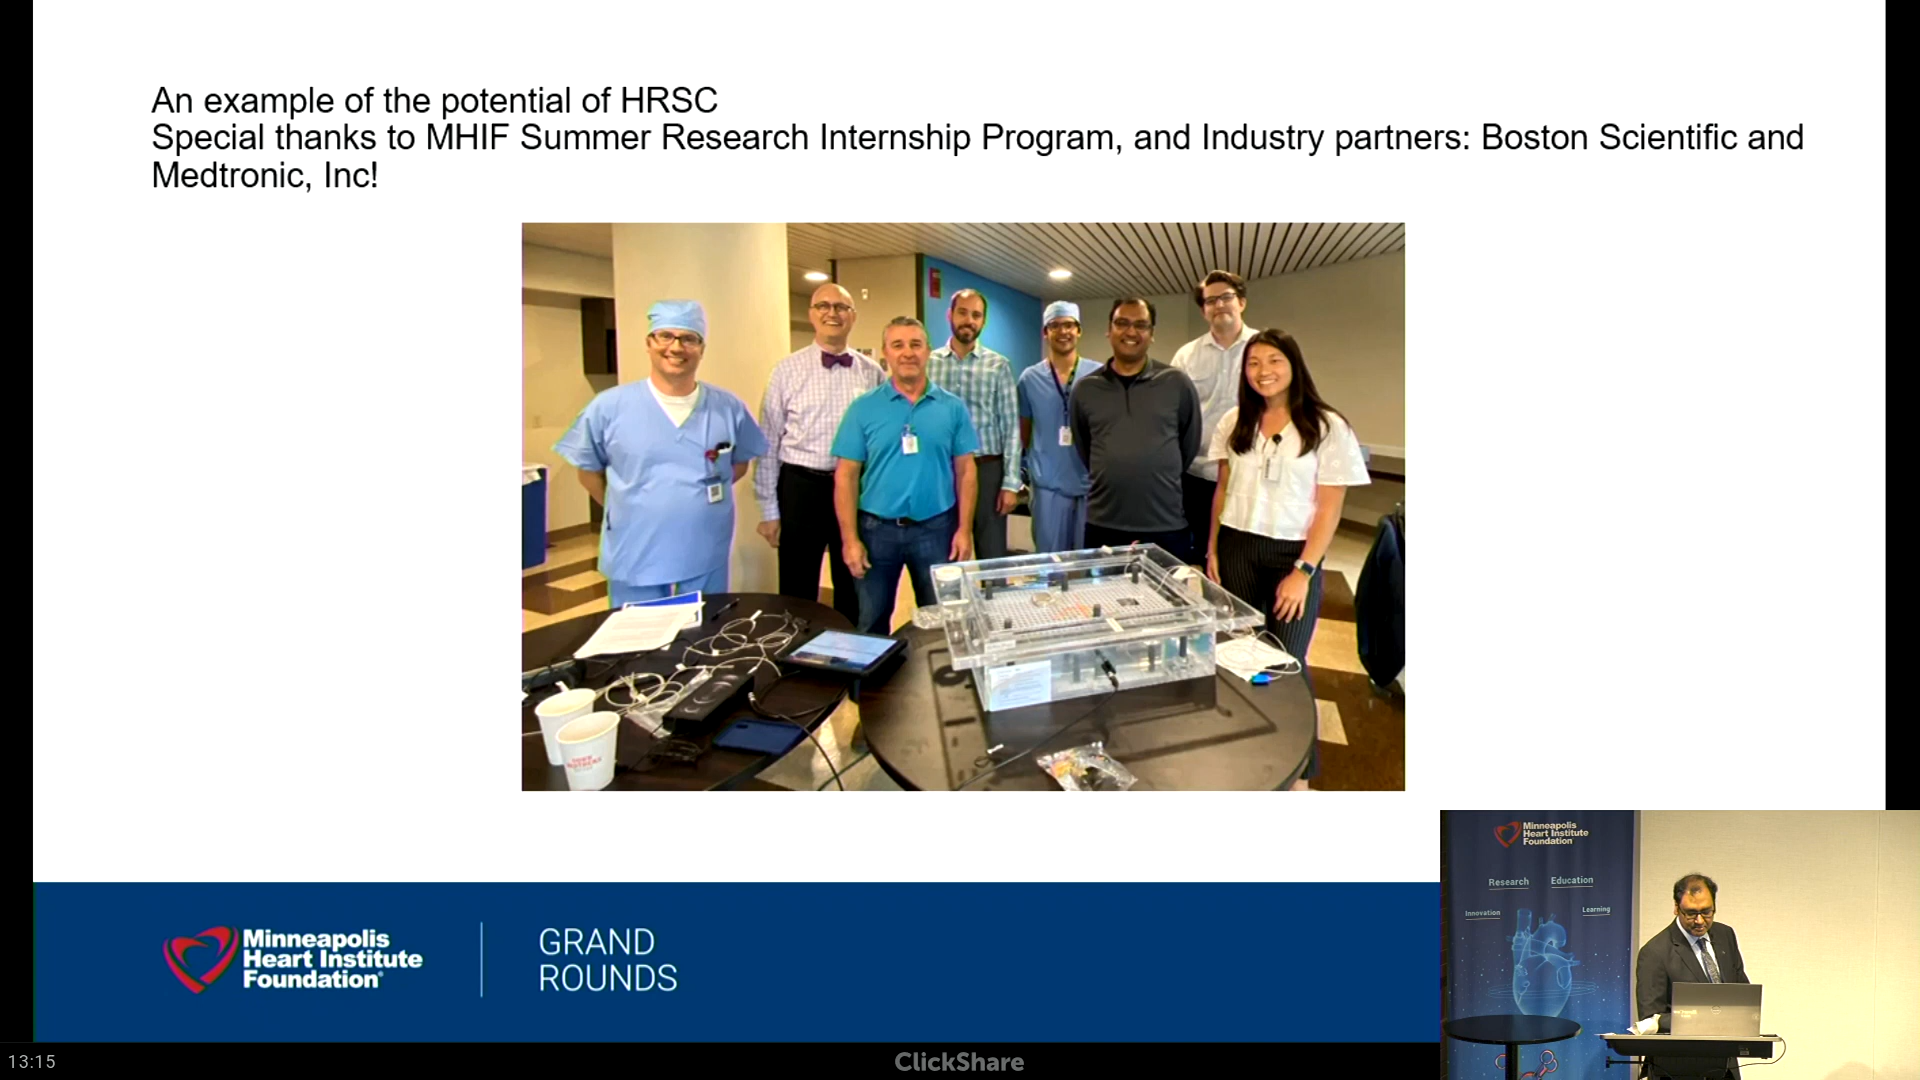 An example of the potential of HRSC
Special thanks to MHIF Summer Research Internship Program, and Industry partners: Boston Scientific and
Medtronic, Inc!
Minneapolis
Heart Institute
Foundation
Research
Education
Innovation
Learning
Minneapolis
Heart Institute
Foundation®
GRAND
ROUNDS
13:15
ClickShare